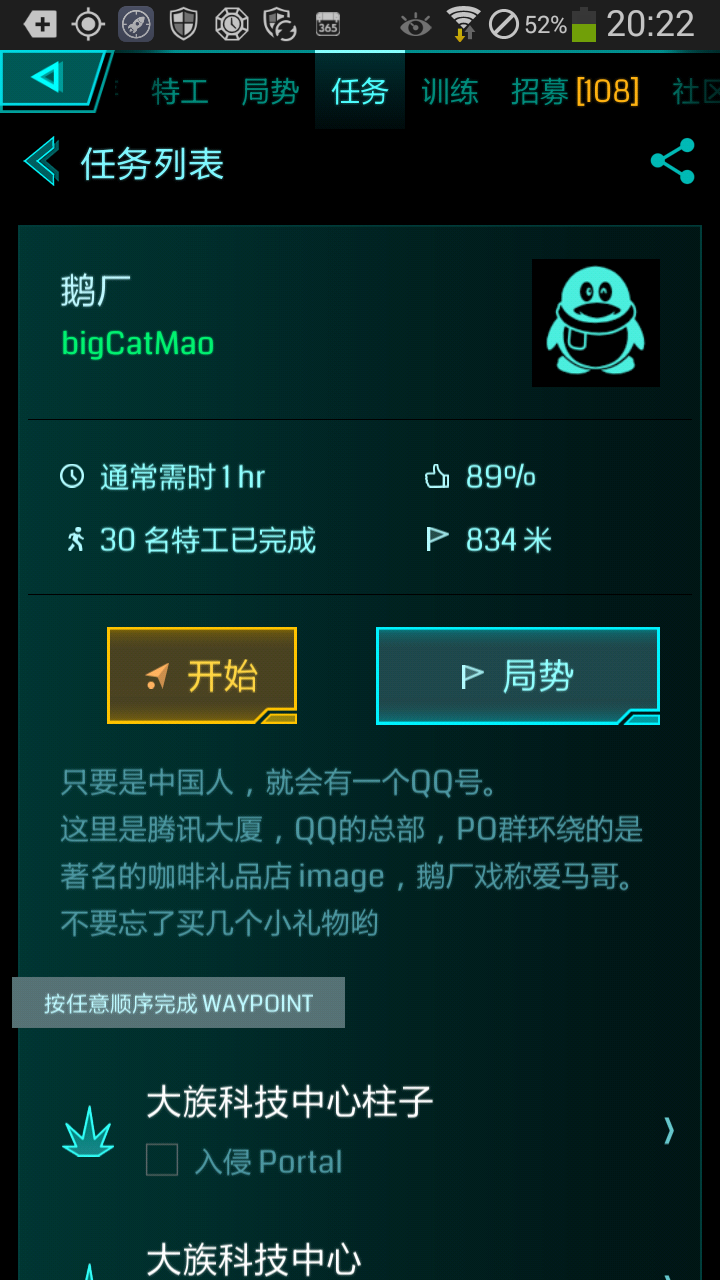 365
52%
20:22
特工 局势 任务 训练 招募 [108] 社区
任务列表
鹅厂
bigCatMao
通常需时 1 hr
89%
30 名特工已完成
834 米
开始
局势
只要是中国人，就会有一个QQ号。
这里是腾讯大厦，QQ的总部，PO群环绕的是
著名的咖啡礼品店 image，鹅厂戏称爱马哥。
不要忘了买几个小礼物哟
按任意顺序完成 WAYPOINT
大族科技中心柱子
入侵 Portal
大族科技中心